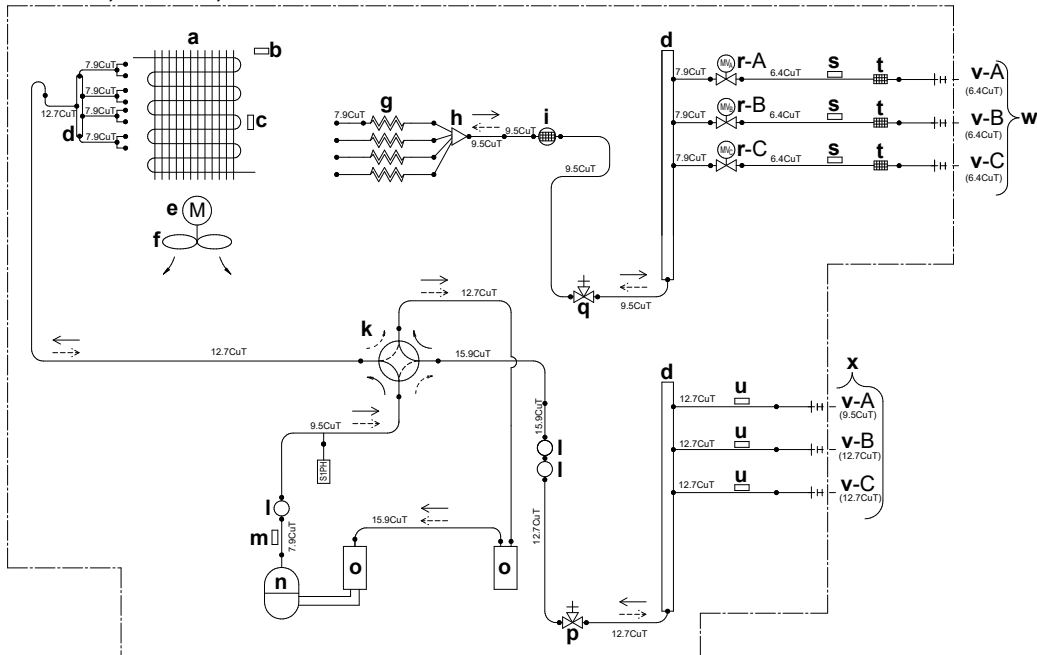 a
b
7.9CuT
7.9CuT
7.9CuT
7.9CuT
12.7CuT
d
c
e M
f
7.9CuT
g
h
9.5CuT
9.5CuT
i
9.5CuT
d
7.9CuT
r-A
6.4CuT
s
t
v-A
(6.4CuT)
7.9CuT
r-B
6.4CuT
s
t
v-B
(6.4CuT)
w
7.9CuT
r-C
6.4CuT
s
t
v-C
(6.4CuT)
q
9.5CuT
12.7CuT
k
12.7CuT
15.9CuT
9.5CuT
S1PH
15.9CuT
l
l
l
m
7.9CuT
15.9CuT
12.7CuT
n
o
o
p
12.7CuT
d
x
12.7CuT
u
v-A
(9.5CuT)
12.7CuT
u
v-B
(12.7CuT)
12.7CuT
u
v-C
(12.7CuT)